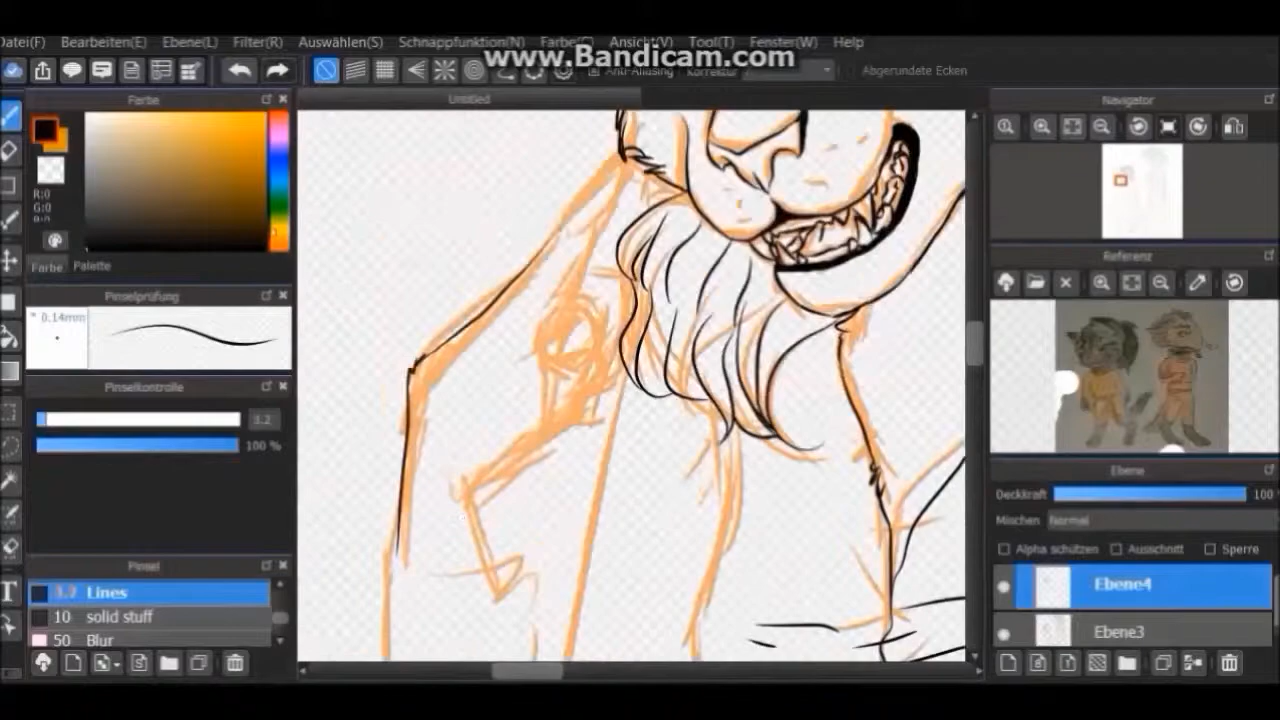 Datei(F) Bearbeiten(E) Ebene(L) Filter(R) Auswählen(S) Schnappfunktion(N) Farbe(C) Ansicht(V) Tool(T) Fenster(W) Help
www.Bandicam.com
Anti-Aliasing Korrektur Abgerundete Ecken
Farbe
Untitled
Navigator
R:0
G:0
Farbe Palette
Referenz
Pinselprüfung
0.14mm
Pinselkontrolle
3.2
100 %
Ebene
Deckkraft 100
Mischen Normal
Alpha schützen Ausschnitt Sperre
Pinsel
Lines
10 solid stuff
50 Blur
Ebene4
Ebene3
T